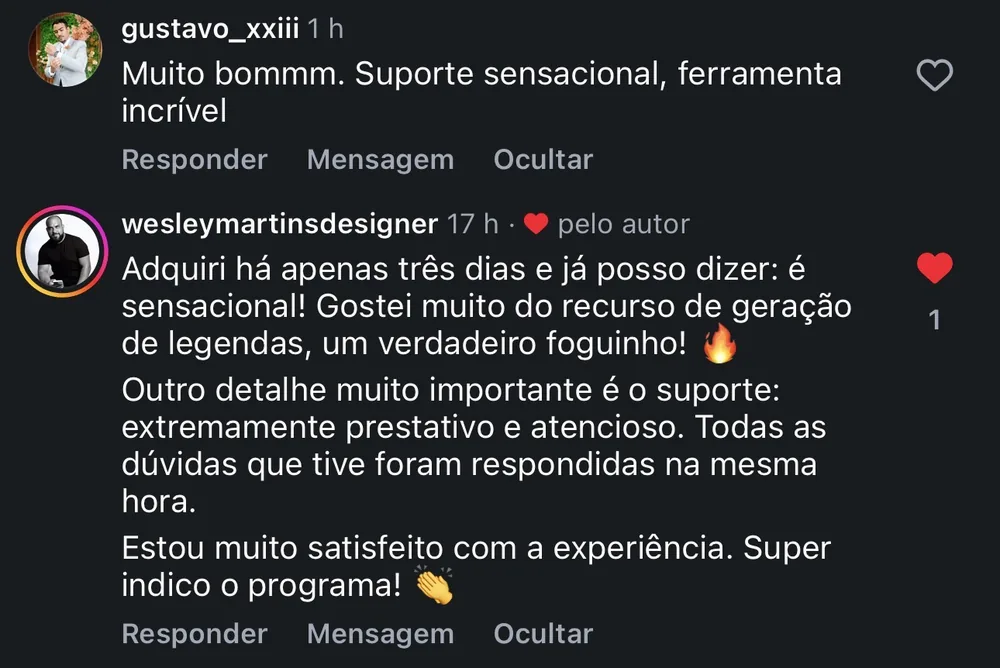 gustavo_xxiii 1 h
Muito bommm. Suporte sensacional, ferramenta
incrível
Responder Mensagem Ocultar
wesleymartinsdesigner 17 h · ❤️ pelo autor
Adquiri há apenas três dias e já posso dizer: é
sensacional! Gostei muito do recurso de geração
de legendas, um verdadeiro foguinho! 🔥
1
Outro detalhe muito importante é o suporte:
extremamente prestativo e atencioso. Todas as
dúvidas que tive foram respondidas na mesma
hora.
Estou muito satisfeito com a experiência. Super
indico o programa! 👏
Responder Mensagem Ocultar